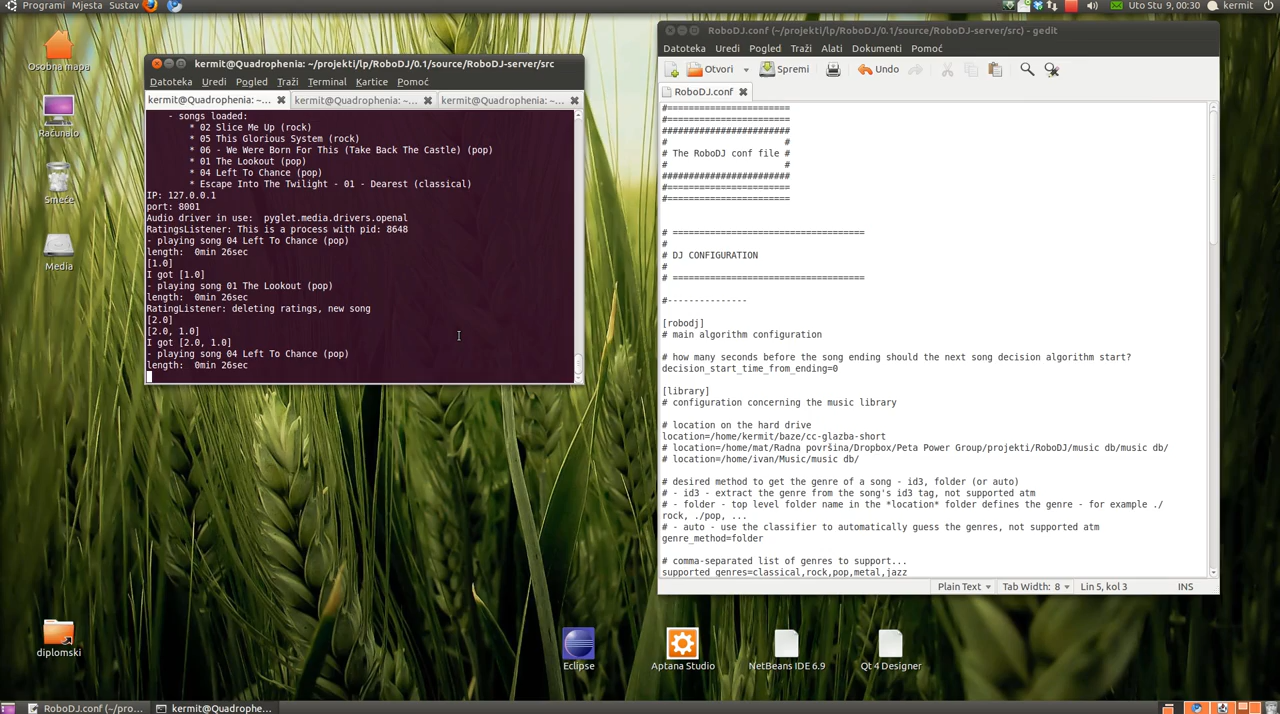 Programi Mjesta Sustav
Uto Stu 9, 00:30 kermit
Osobna mapa
Računalo
Smeće
Media
diplomski
kermit@Quadrophenia: ~/projekti/lp/RoboDJ/0.1/source/RoboDJ-server/src
Datoteka Uredi Pogled Traži Terminal Kartice Pomoć
kermit@Quadrophenia: ~... kermit@Quadrophenia: ~... kermit@Quadrophenia: ~...
- songs loaded:
* 02 Slice Me Up (rock)
* 05 This Glorious System (rock)
* 06 - We Were Born For This (Take Back The Castle) (pop)
* 01 The Lookout (pop)
* 04 Left To Chance (pop)
* Escape Into The Twilight - 01 - Dearest (classical)
IP: 127.0.0.1
port: 8001
Audio driver in use:  pyglet.media.drivers.openal
RatingsListener: This is a process with pid: 8648
- playing song 04 Left To Chance (pop)
length:  0min 26sec
[1.0]
I got [1.0]
- playing song 01 The Lookout (pop)
length:  0min 26sec
RatingListener: deleting ratings, new song
[2.0]
[2.0, 1.0]
I got [2.0, 1.0]
- playing song 04 Left To Chance (pop)
length:  0min 26sec
RoboDJ.conf (~/projekti/lp/RoboDJ/0.1/source/RoboDJ-server/src) - gedit
Datoteka Uredi Pogled Traži Alati Dokumenti Pomoć
Otvori Spremi Undo
RoboDJ.conf
#=======================
#=======================
########################
#                      #
# The RoboDJ conf file #
#                      #
########################
#=======================
#=======================
# =====================================
#
# DJ CONFIGURATION
#
# =====================================
#---------------
[robodj]
# main algorithm configuration
# how many seconds before the song ending should the next song decision algorithm start?
decision_start_time_from_ending=0
[library]
# configuration concerning the music library
# location on the hard drive
location=/home/kermit/baze/cc-glazba-short
# location=/home/mat/Radna površina/Dropbox/Peta Power Group/projekti/RoboDJ/music db/music db/
# location=/home/ivan/Music/music db/
# desired method to get the genre of a song - id3, folder (or auto)
# - id3 - extract the genre from the song's id3 tag, not supported atm
# - folder - top level folder name in the *location* folder defines the genre - for example ./
rock, ./pop, ...
# - auto - use the classifier to automatically guess the genres, not supported atm
genre_method=folder
# comma-separated list of genres to support...
supported_genres=classical,rock,pop,metal,jazz
Plain Text Tab Width: 8 Lin 5, kol 3 INS
Eclipse
Aptana Studio
NetBeans IDE 6.9
Qt 4 Designer
RoboDJ.conf (~/pro... kermit@Quadrophe...